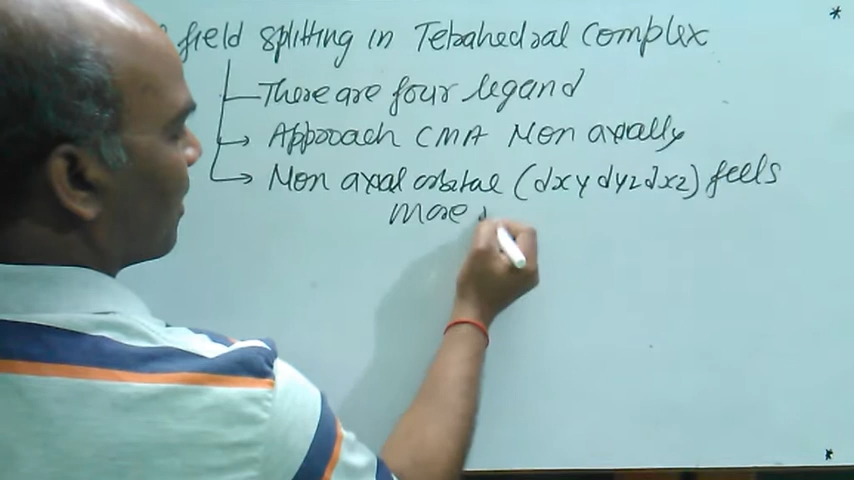 field splitting in Tetrahedral Complex
There are four ligand
Approach CMA Non axially
Non axial orbital (dxy dyz dxz) feels
More